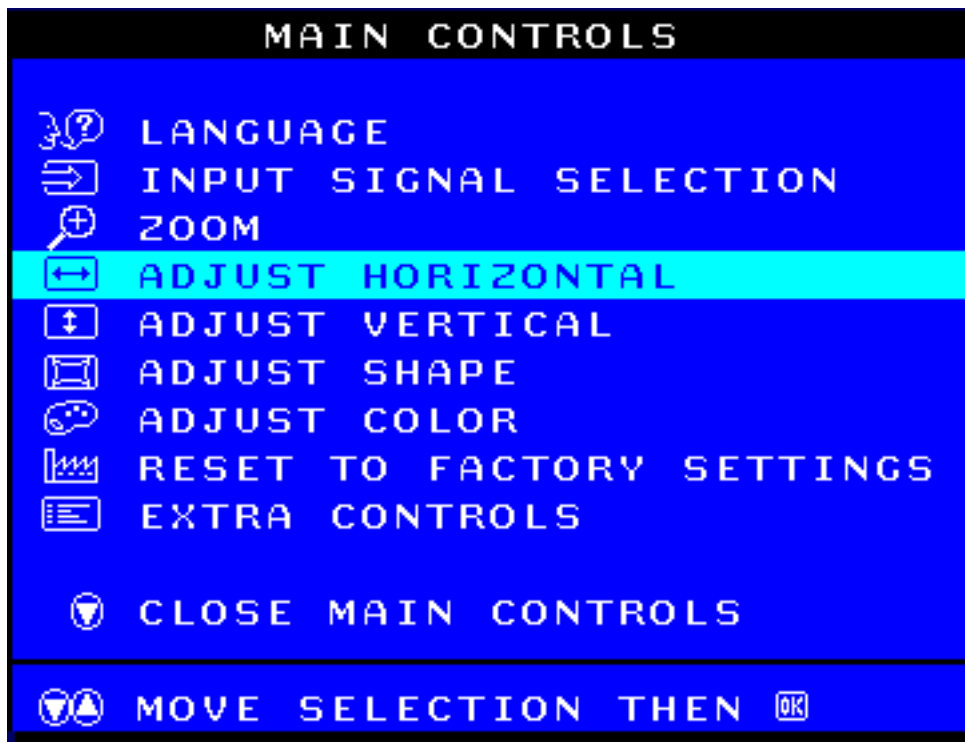 MAIN CONTROLS
LANGUAGE
INPUT SIGNAL SELECTION
ZOOM
ADJUST HORIZONTAL
ADJUST VERTICAL
ADJUST SHAPE
ADJUST COLOR
RESET TO FACTORY SETTINGS
EXTRA CONTROLS
CLOSE MAIN CONTROLS
MOVE SELECTION THEN OK